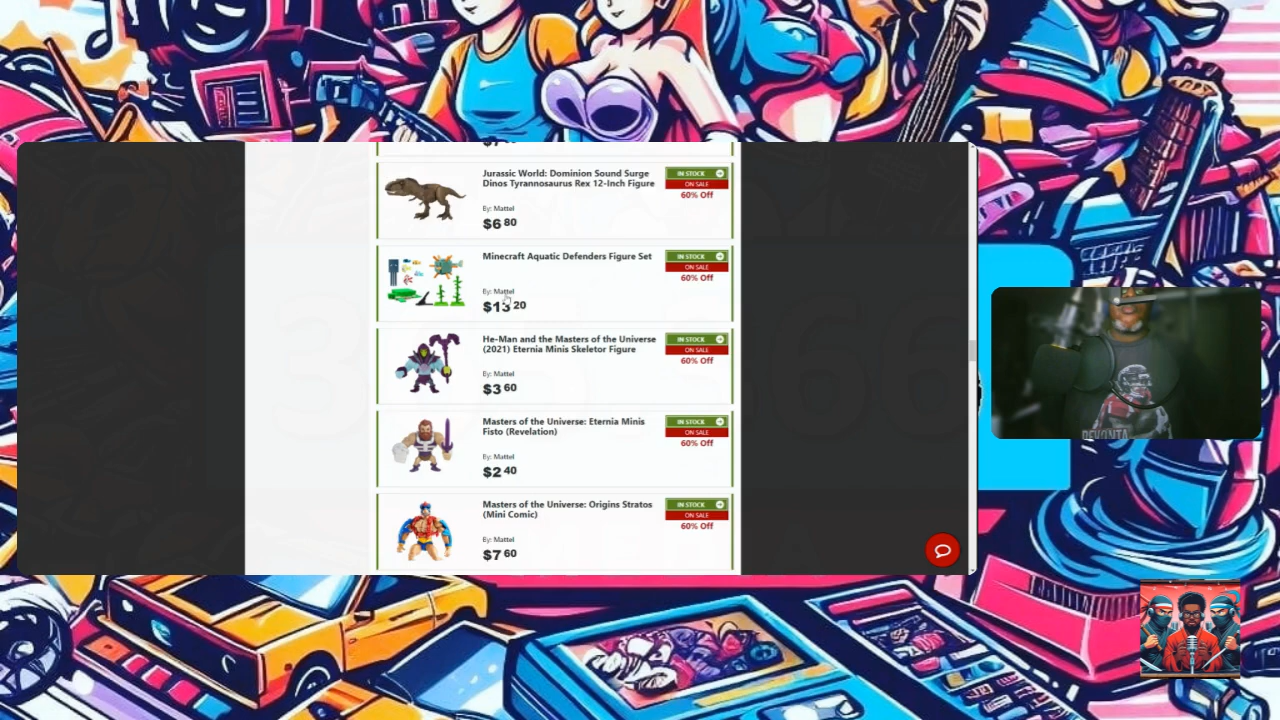 Jurassic World: Dominion Sound Surge
Dinos Tyrannosaurus Rex 12-Inch Figure
By: Mattel
$6 80
IN STOCK
ON SALE
60% Off
Minecraft Aquatic Defenders Figure Set
By: Mattel
$13 20
IN STOCK
ON SALE
60% Off
He-Man and the Masters of the Universe
(2021) Eternia Minis Skeletor Figure
By: Mattel
$3 60
IN STOCK
ON SALE
60% Off
Masters of the Universe: Eternia Minis
Fisto (Revelation)
By: Mattel
$2 40
IN STOCK
ON SALE
60% Off
Masters of the Universe: Origins Stratos
(Mini Comic)
By: Mattel
$7 60
IN STOCK
ON SALE
60% Off